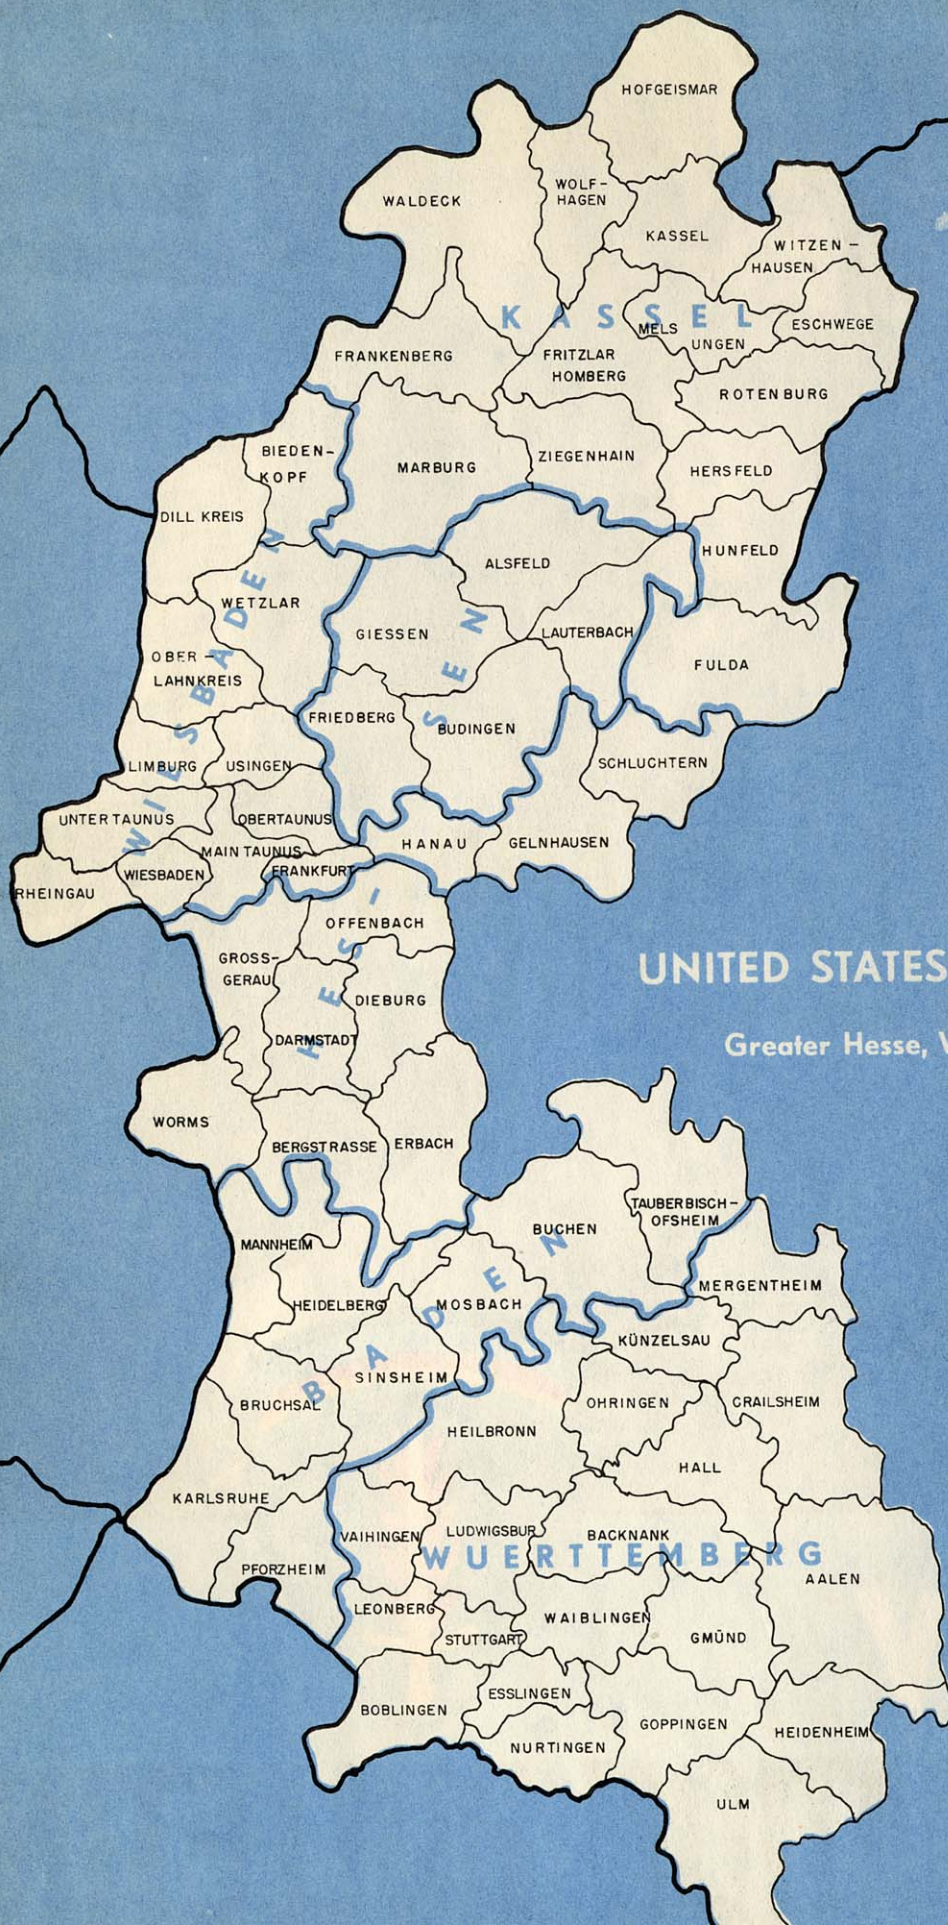 HOFGEISMAR
WALDECK
WOLF-
HAGEN
KASSEL
WITZEN-
HAUSEN
KASSEL
MELS
UNGEN
ESCHWEGE
FRANKENBERG
FRITZLAR
HOMBERG
ROTENBURG
BIEDEN-
KOPF
MARBURG
ZIEGENHAIN
HERSFELD
DILL KREIS
ALSFELD
HUNFELD
WETZLAR
GIESSEN
LAUTERBACH
FULDA
OBER-
LAHNKREIS
WIESBADEN
FRIEDBERG
BUDINGEN
LIMBURG
USINGEN
SCHLUCHTERN
UNTERTAUNUS
OBERTAUNUS
MAIN TAUNUS
HANAU
GELNHAUSEN
RHEINGAU
WIESBADEN
FRANKFURT
OFFENBACH
HESSEN
GROSS-
GERAU
DIEBURG
DARMSTADT
UNITED STATES
Greater Hesse,
WORMS
BERGSTRASSE
ERBACH
TAUBERBISCH-
OFSHEIM
BUCHEN
MANNHEIM
MERGENTHEIM
HEIDELBERG
MOSBACH
BADEN
KÜNZELSAU
SINSHEIM
BRUCHSAL
OHRINGEN
CRAILSHEIM
HEILBRONN
HALL
KARLSRUHE
VAIHINGEN
LUDWIGSBUR
BACKNANK
WUERTTEMBERG
PFORZHEIM
AALEN
LEONBERG
WAIBLINGEN
STUTTGART
GMÜND
ESSLINGEN
BOBLINGEN
GOPPINGEN
HEIDENHEIM
NURTINGEN
ULM